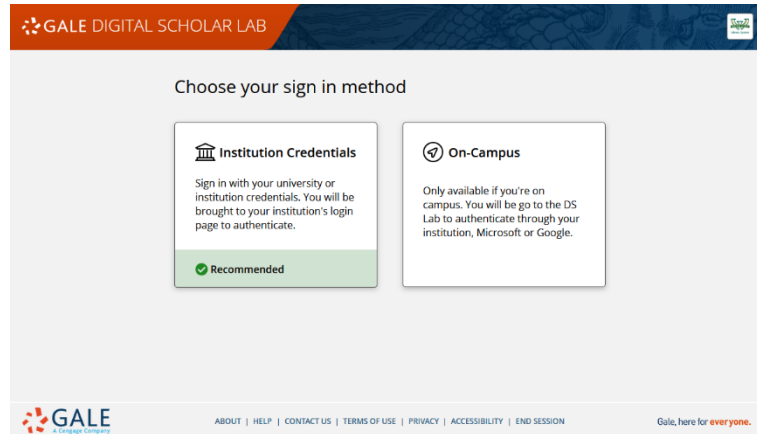 GALE DIGITAL SCHOLAR LAB
Choose your sign in method
Institution Credentials
Sign in with your university or
institution credentials. You will be
brought to your institution's login
page to authenticate.
Recommended
On-Campus
Only available if you're on
campus. You will be go to the DS
Lab to authenticate through your
institution, Microsoft or Google.
GALE
A Cengage Company
ABOUT | HELP | CONTACT US | TERMS OF USE | PRIVACY | ACCESSIBILITY | END SESSION
Gale, here for everyone.